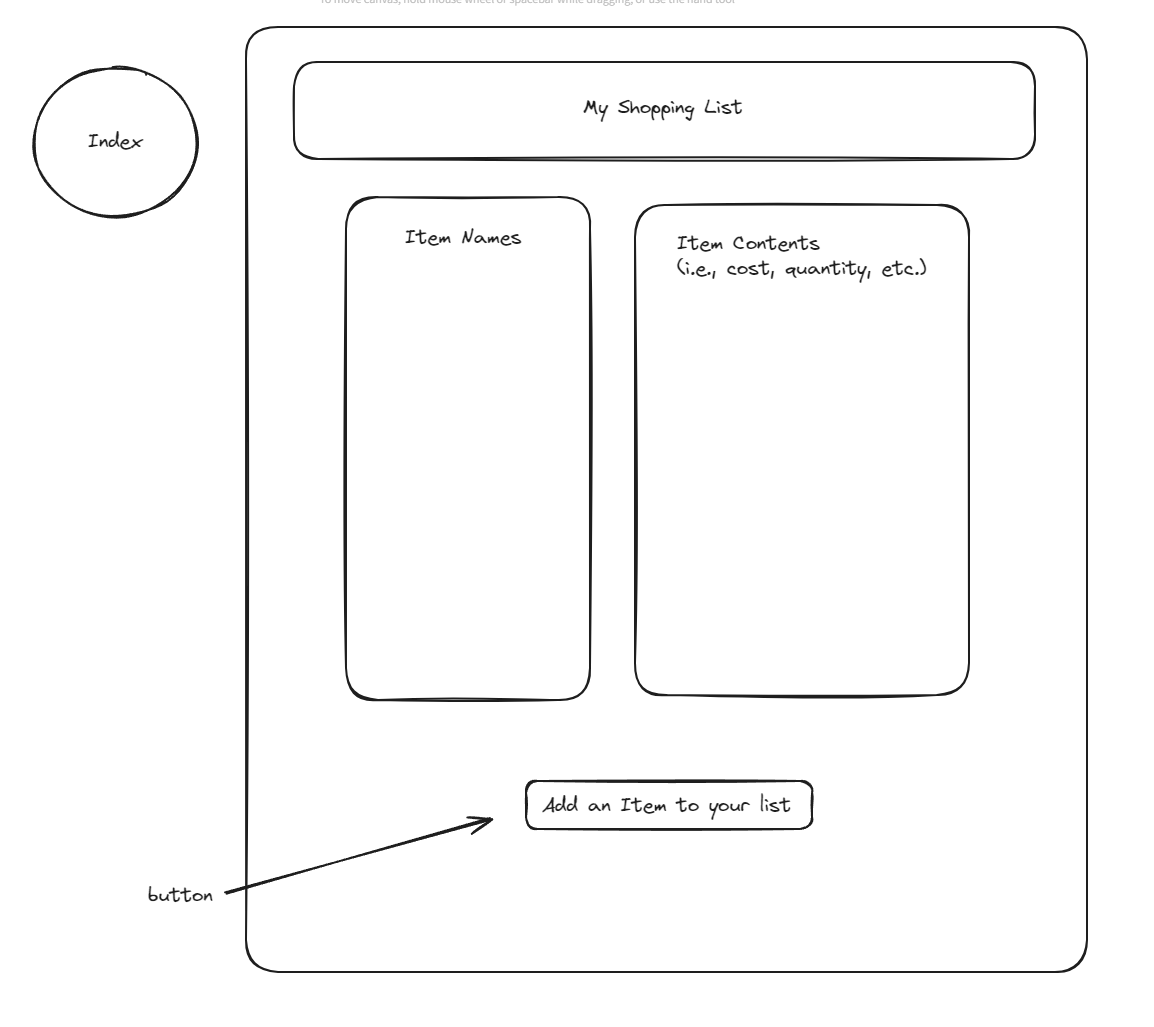 To move canvas, hold mouse wheel or spacebar while dragging, or use the hand tool
Index
My Shopping List
Item Names
Item Contents
(i.e., cost, quantity, etc.)
Add an Item to your list
button